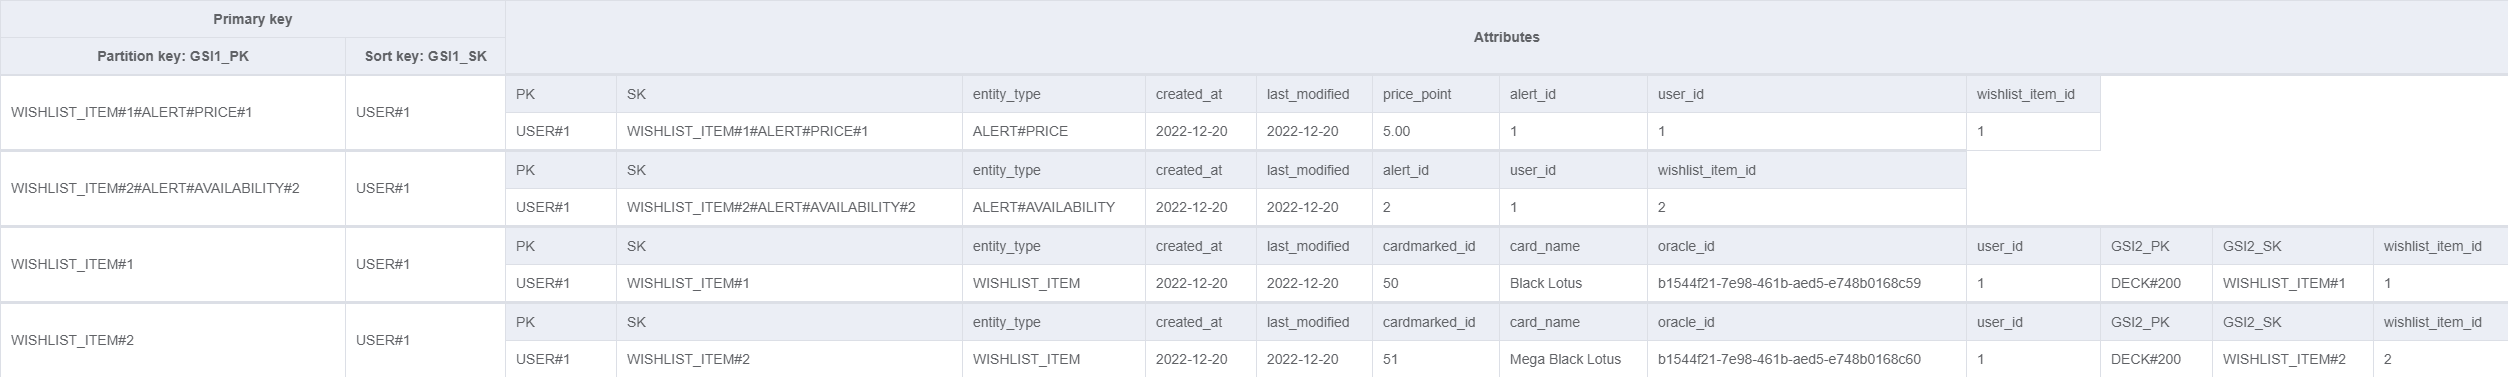 Primary key
Attributes
Partition key: GSI1_PK Sort key: GSI1_SK
PK SK entity_type created_at last_modified price_point alert_id user_id wishlist_item_id
WISHLIST_ITEM#1#ALERT#PRICE#1 USER#1
USER#1 WISHLIST_ITEM#1#ALERT#PRICE#1 ALERT#PRICE 2022-12-20 2022-12-20 5.00 1 1 1
PK SK entity_type created_at last_modified alert_id user_id wishlist_item_id
WISHLIST_ITEM#2#ALERT#AVAILABILITY#2 USER#1
USER#1 WISHLIST_ITEM#2#ALERT#AVAILABILITY#2 ALERT#AVAILABILITY 2022-12-20 2022-12-20 2 1 2
PK SK entity_type created_at last_modified cardmarked_id card_name oracle_id user_id GSI2_PK GSI2_SK wishlist_item_id
WISHLIST_ITEM#1 USER#1
USER#1 WISHLIST_ITEM#1 WISHLIST_ITEM 2022-12-20 2022-12-20 50 Black Lotus b1544f21-7e98-461b-aed5-e748b0168c59 1 DECK#200 WISHLIST_ITEM#1 1
PK SK entity_type created_at last_modified cardmarked_id card_name oracle_id user_id GSI2_PK GSI2_SK wishlist_item_id
WISHLIST_ITEM#2 USER#1
USER#1 WISHLIST_ITEM#2 WISHLIST_ITEM 2022-12-20 2022-12-20 51 Mega Black Lotus b1544f21-7e98-461b-aed5-e748b0168c60 1 DECK#200 WISHLIST_ITEM#2 2